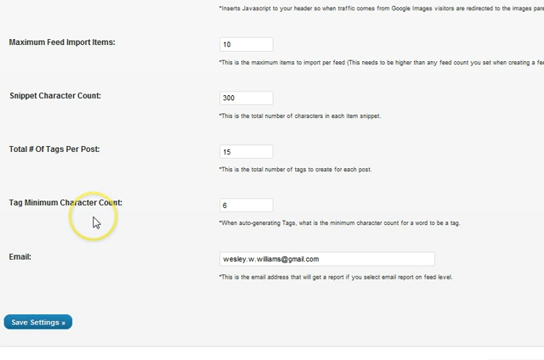 *Inserts Javascript to your header so when traffic comes from Google Images visitors are redirected to the images
Maximum Feed Import Items:
10
*This is the maximum items to import per feed (This needs to be higher than any feed count you set when creating a
Snippet Character Count:
300
*This is the total number of characters in each item snippet.
Total # Of Tags Per Post:
15
*This is the total number of tags to create for each post.
Tag Minimum Character Count:
6
*When auto-generating Tags, what is the minimum character count for a word to be a tag.
Email:
wesley.w.williams@gmail.com
*This is the email address that will get a report if you select email report on feed level.
Save Settings »